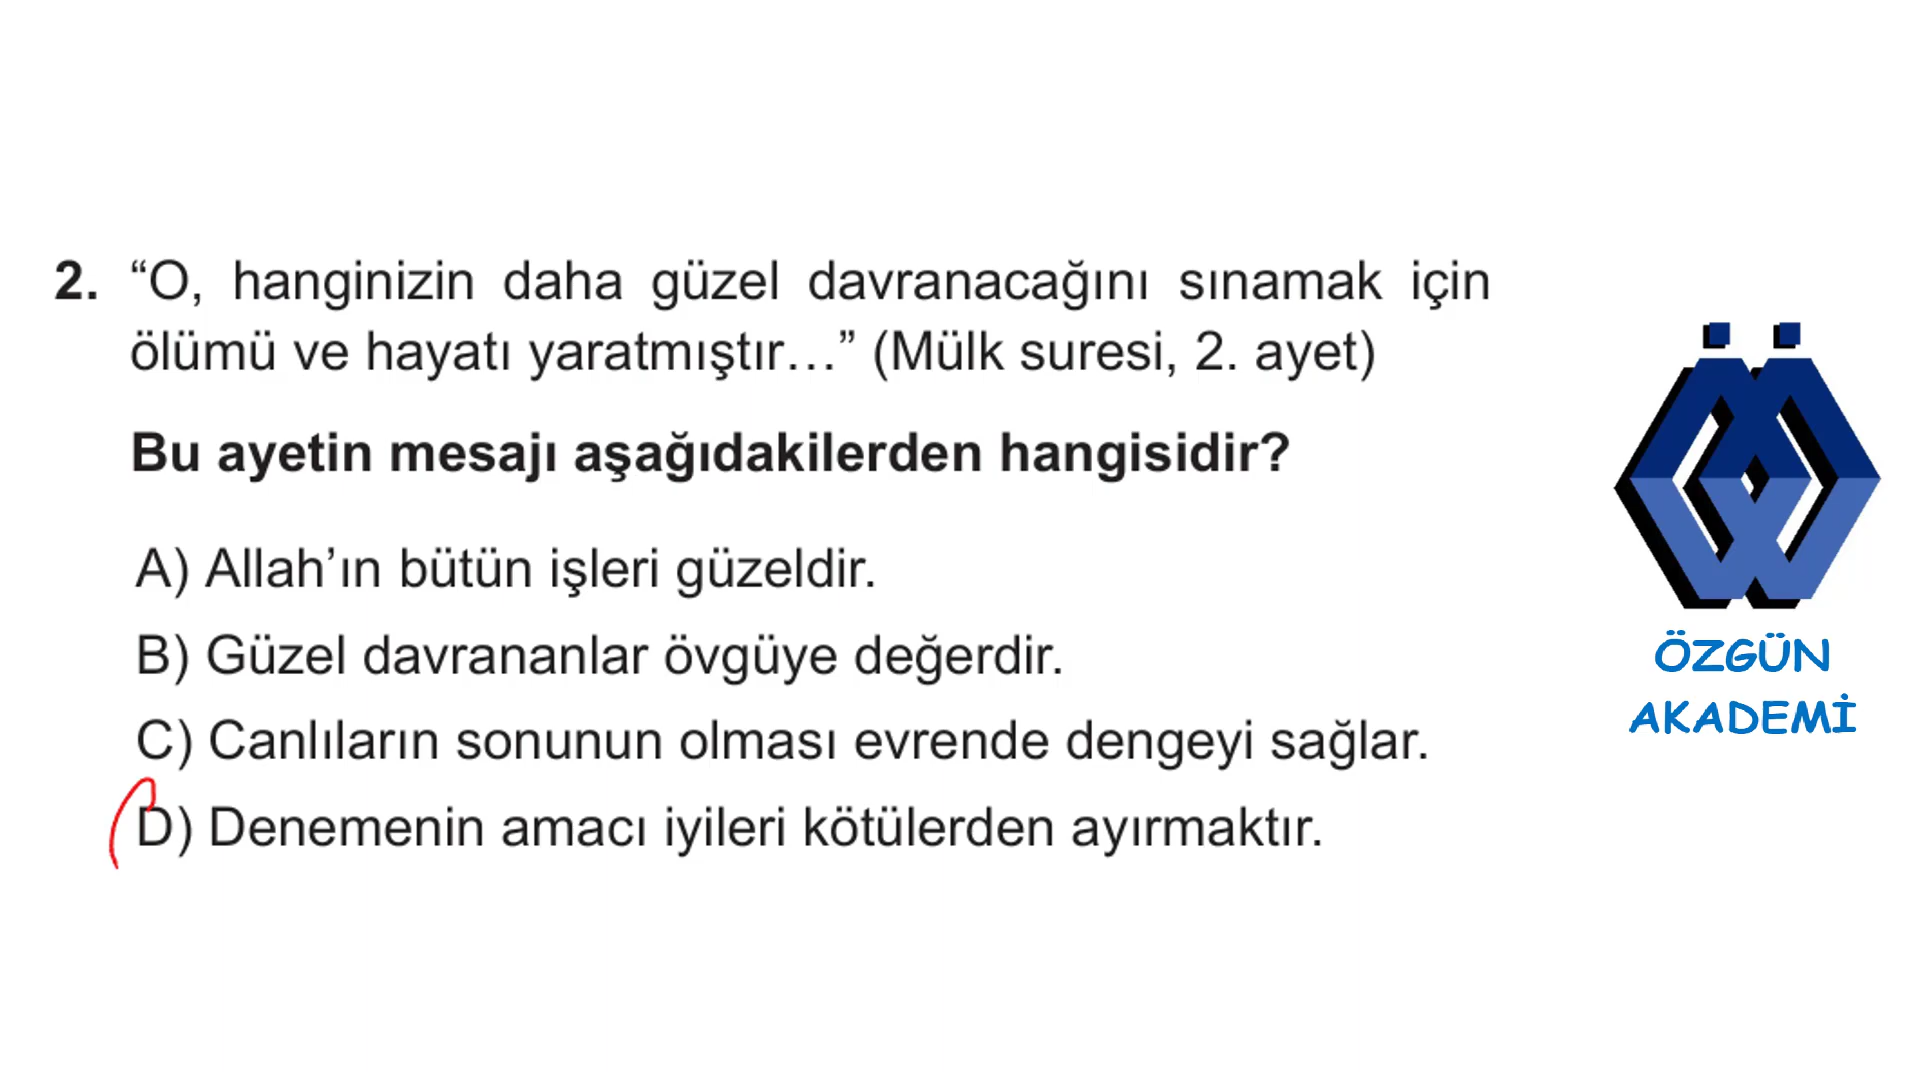 2. “O, hanginizin daha güzel davranacağını sınamak için
ölümü ve hayatı yaratmıştır…” (Mülk suresi, 2. ayet)
Bu ayetin mesajı aşağıdakilerden hangisidir?
A) Allah’ın bütün işleri güzeldir.
B) Güzel davrananlar övgüye değerdir.
C) Canlıların sonunun olması evrende dengeyi sağlar.
D) Denemenin amacı iyileri kötülerden ayırmaktır.
ÖZGÜN
AKADEMİ